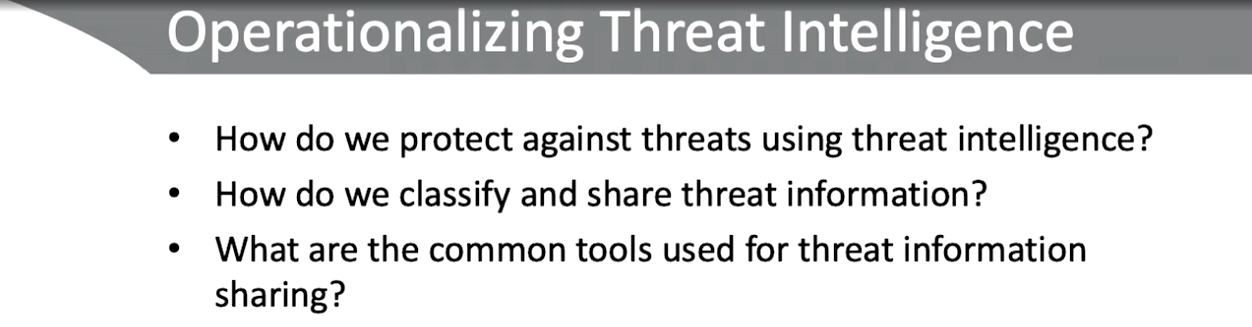 Operationalizing Threat Intelligence
• How do we protect against threats using threat intelligence?
• How do we classify and share threat information?
• What are the common tools used for threat information
sharing?